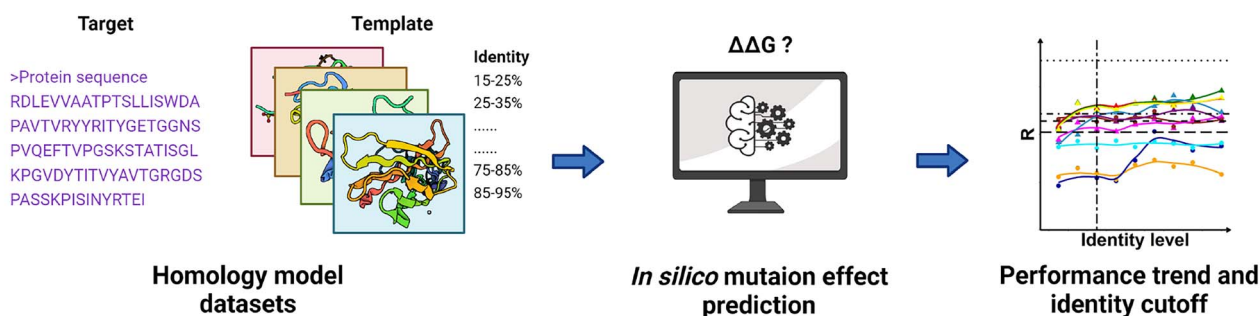 Target
>Protein sequence
RDLEVVAATPTSLLISWDA
PAVTVRYYRITYGETGGNS
PVQEFTVPGSKSTATISGL
KPGVDYTITVYAVTGRGDS
PASSKPISINYRTEI
Template
Identity
15-25%
25-35%
......
......
75-85%
85-95%
Homology model
datasets
ΔΔG ?
In silico mutaion effect
prediction
R
Identity level
Performance trend and
identity cutoff